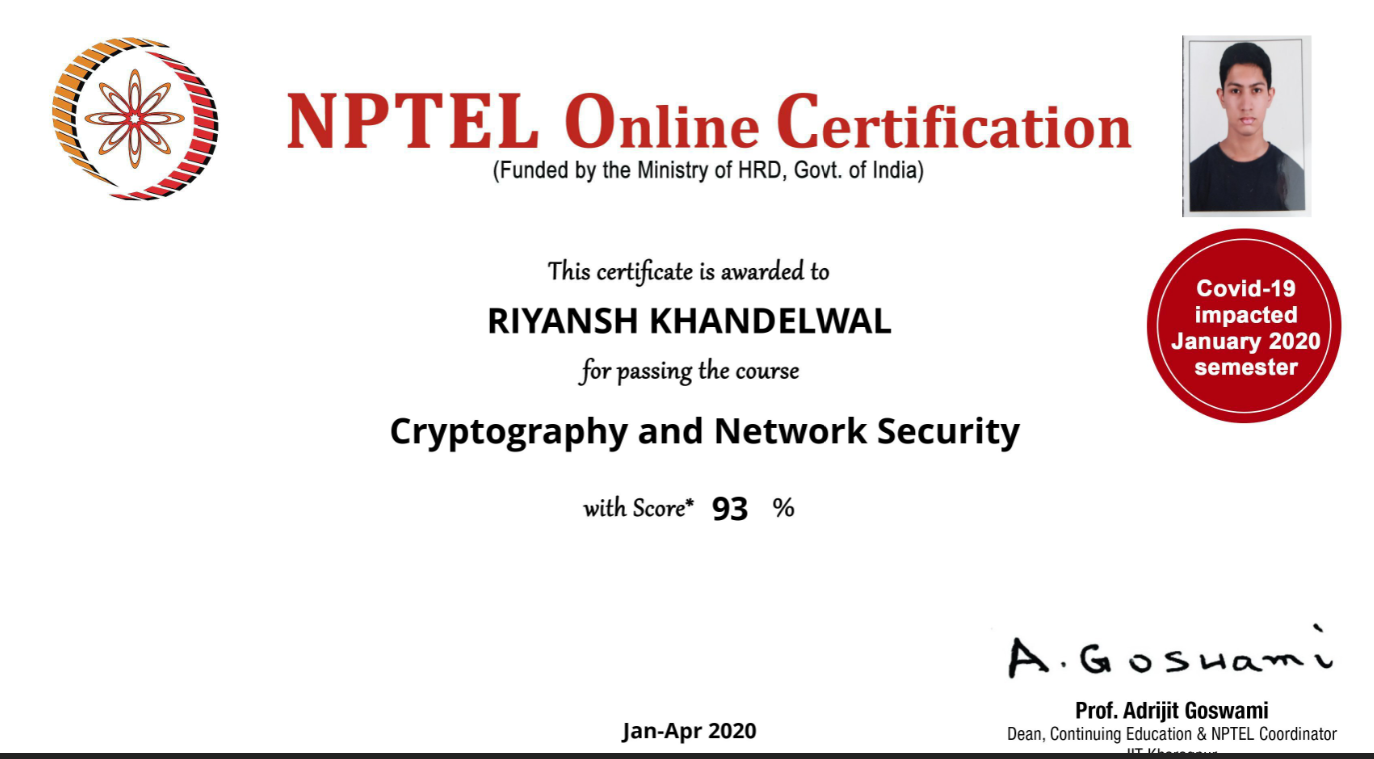 NPTEL Online Certification
(Funded by the Ministry of HRD, Govt. of India)
This certificate is awarded to
RIYANSH KHANDELWAL
for passing the course
Cryptography and Network Security
with Score* 93 %
Covid-19
impacted
January 2020
semester
A. Goswami
Prof. Adrijit Goswami
Dean, Continuing Education & NPTEL Coordinator
Jan-Apr 2020